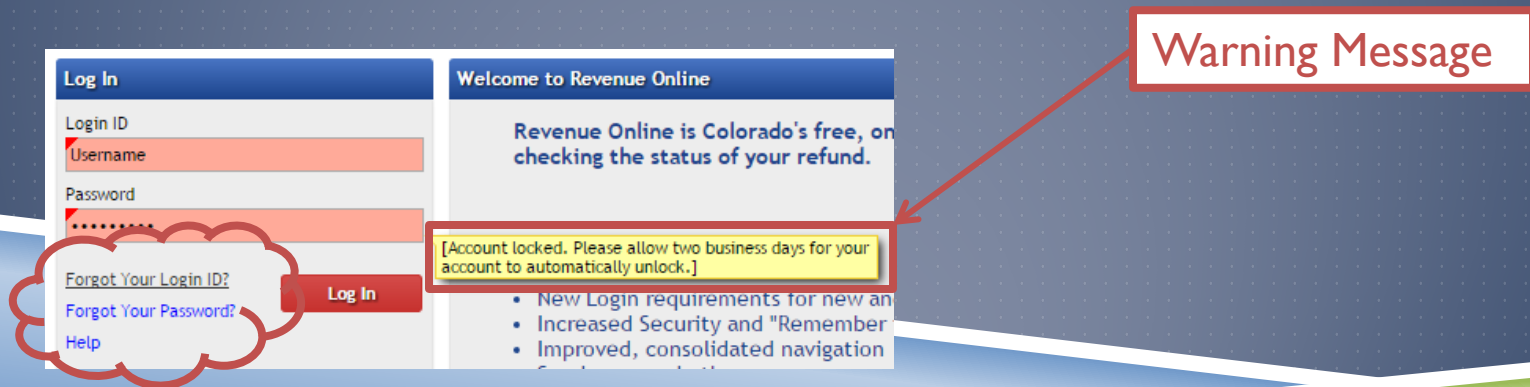 Warning Message
Log In
Login ID
Username
Password
•••••••••
Forgot Your Login ID?
Forgot Your Password?
Help
Log In
Welcome to Revenue Online
Revenue Online is Colorado's free, on
checking the status of your refund.
[Account locked. Please allow two business days for your
account to automatically unlock.]
• New Login requirements for new an
• Increased Security and "Remember
• Improved, consolidated navigation